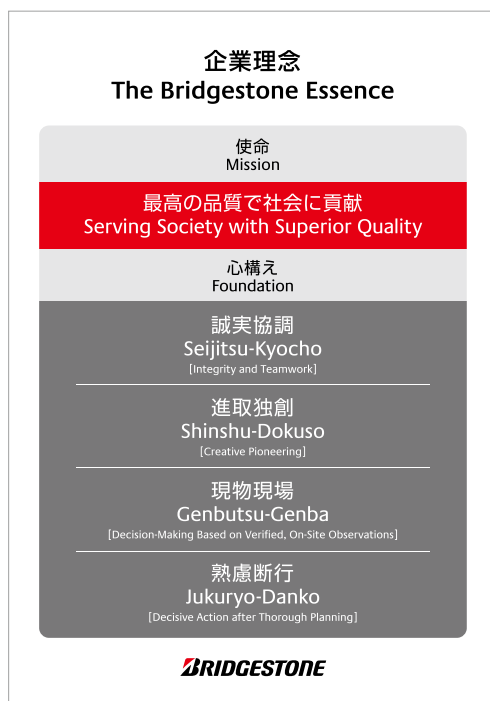 企業理念
The Bridgestone Essence
使命
Mission
最高の品質で社会に貢献
Serving Society with Superior Quality
心構え
Foundation
誠実協調
Seijitsu-Kyocho
[Integrity and Teamwork]
進取独創
Shinshu-Dokuso
[Creative Pioneering]
現物現場
Genbutsu-Genba
[Decision-Making Based on Verified, On-Site Observations]
熟慮断行
Jukuryo-Danko
[Decisive Action after Thorough Planning]
BRIDGESTONE